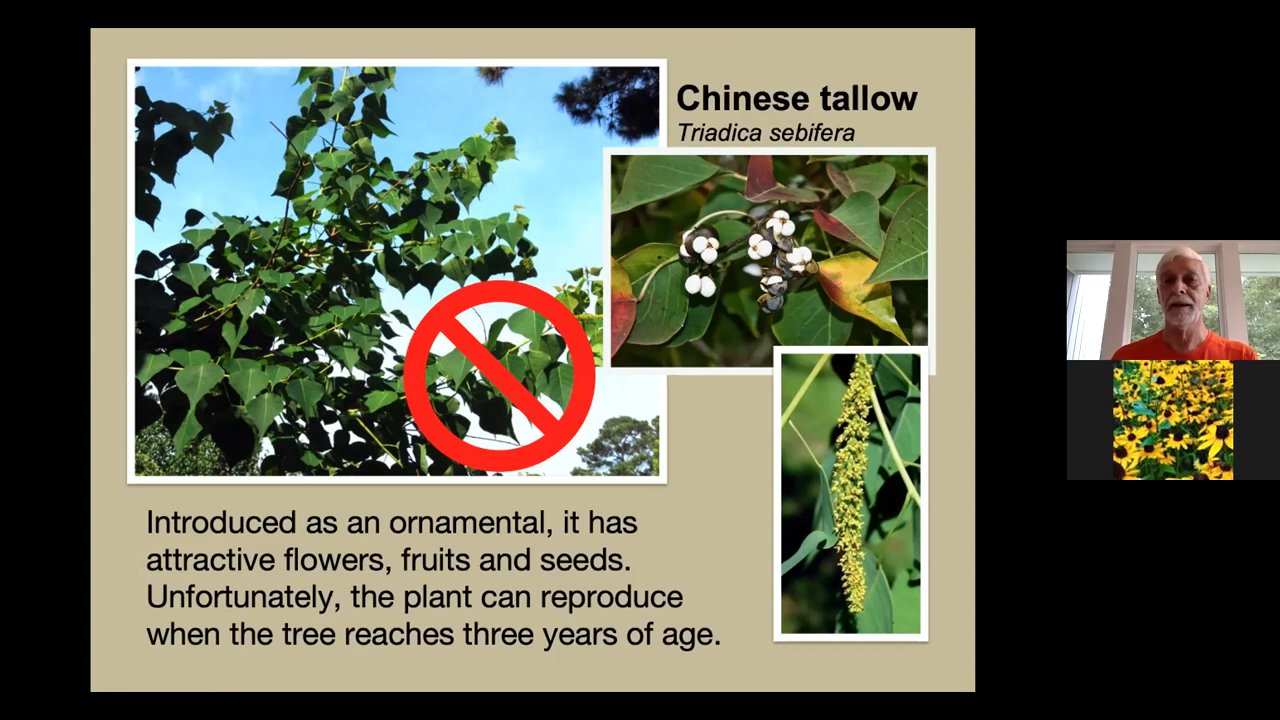 Chinese tallow
Triadica sebifera
Introduced as an ornamental, it has
attractive flowers, fruits and seeds.
Unfortunately, the plant can reproduce
when the tree reaches three years of age.